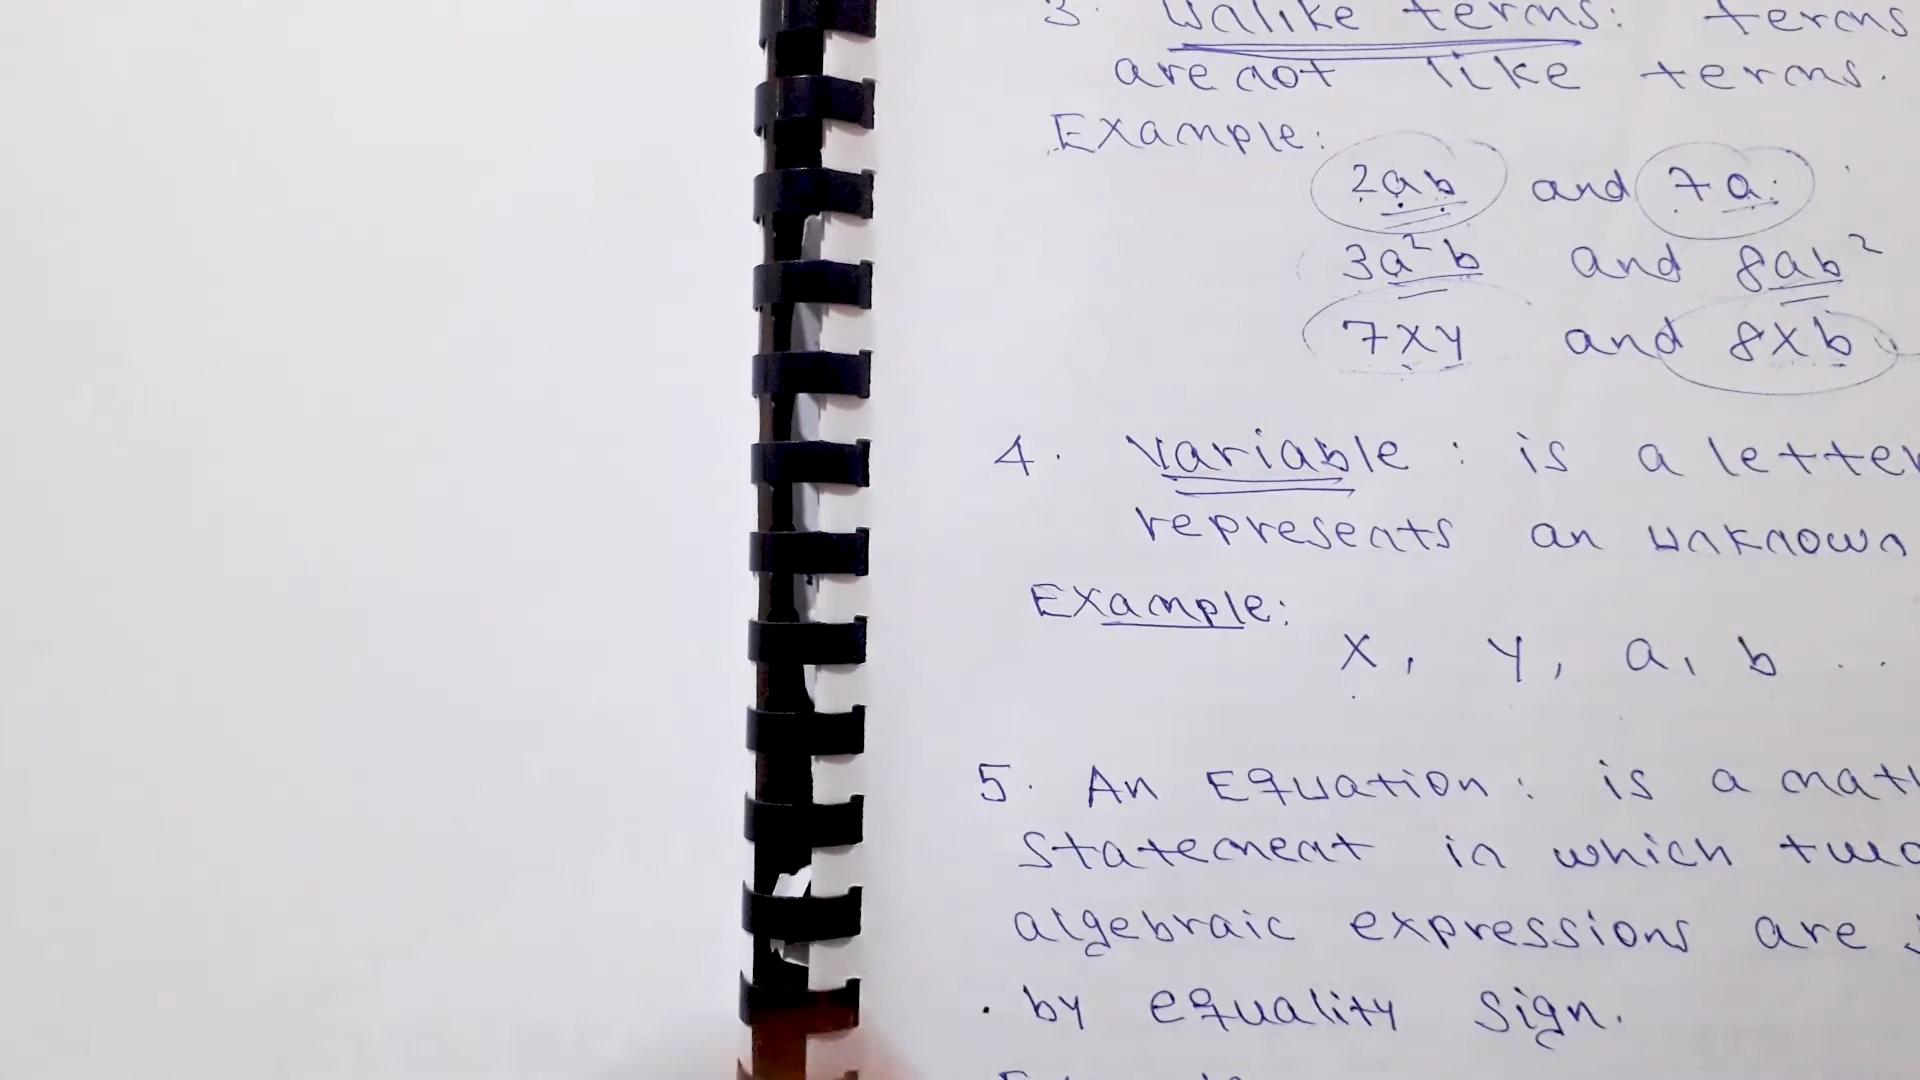 3. Unlike terms: terms
are not like terms.
Example:
2ab and 7a.
3a²b and 8ab²
7xy and 8xb
4. Variable : is a letter
represents an unknown
Example:
x, y, a, b ..
5. An Equation: is a math
statement in which two
algebraic expressions are
by equality sign.